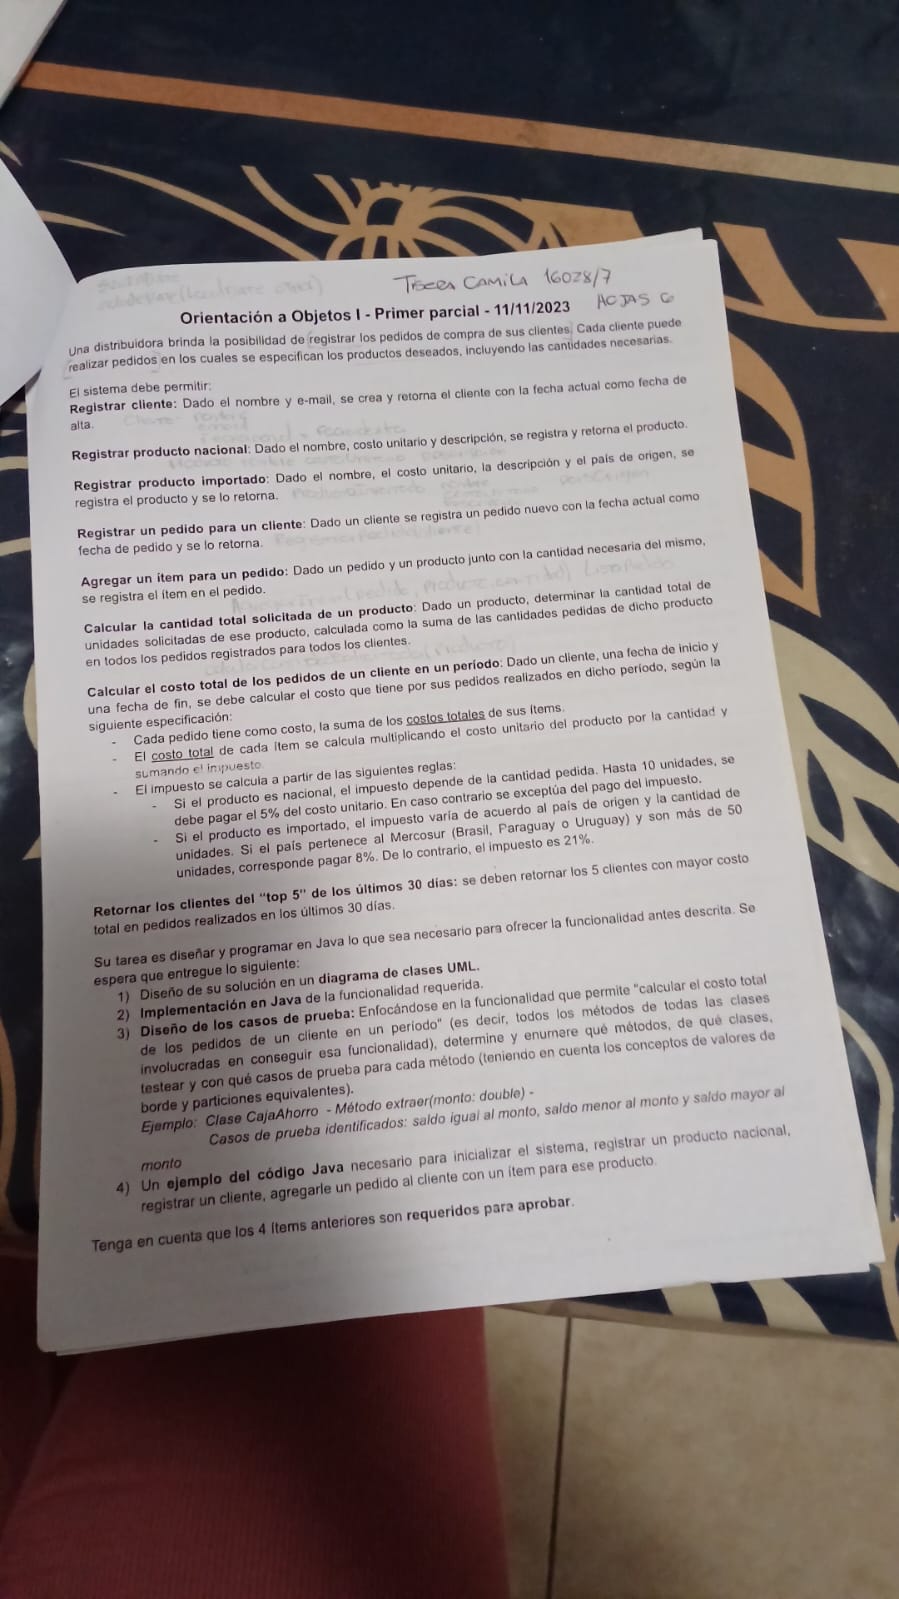 TISERA CAMILA 16028/7
HOJAS 6
Orientación a Objetos I - Primer parcial - 11/11/2023
Una distribuidora brinda la posibilidad de registrar los pedidos de compra de sus clientes. Cada cliente puede
realizar pedidos en los cuales se especifican los productos deseados, incluyendo las cantidades necesarias.
El sistema debe permitir:
Registrar cliente: Dado el nombre y e-mail, se crea y retorna el cliente con la fecha actual como fecha de
alta.
Registrar producto nacional: Dado el nombre, costo unitario y descripción, se registra y retorna el producto.
Registrar producto importado: Dado el nombre, el costo unitario, la descripción y el país de origen, se
registra el producto y se lo retorna.
Registrar un pedido para un cliente: Dado un cliente se registra un pedido nuevo con la fecha actual como
fecha de pedido y se lo retorna.
Agregar un ítem para un pedido: Dado un pedido y un producto junto con la cantidad necesaria del mismo,
se registra el ítem en el pedido.
Calcular la cantidad total solicitada de un producto: Dado un producto, determinar la cantidad total de
unidades solicitadas de ese producto, calculada como la suma de las cantidades pedidas de dicho producto
en todos los pedidos registrados para todos los clientes.
Calcular el costo total de los pedidos de un cliente en un período: Dado un cliente, una fecha de inicio y
una fecha de fin, se debe calcular el costo que tiene por sus pedidos realizados en dicho período, según la
siguiente especificación:
- Cada pedido tiene como costo, la suma de los costos totales de sus ítems.
- El costo total de cada ítem se calcula multiplicando el costo unitario del producto por la cantidad y
sumando el impuesto.
- El impuesto se calcula a partir de las siguientes reglas:
- Si el producto es nacional, el impuesto depende de la cantidad pedida. Hasta 10 unidades, se
debe pagar el 5% del costo unitario. En caso contrario se exceptúa del pago del impuesto.
- Si el producto es importado, el impuesto varía de acuerdo al país de origen y la cantidad de
unidades. Si el país pertenece al Mercosur (Brasil, Paraguay o Uruguay) y son más de 50
unidades, corresponde pagar 8%. De lo contrario, el impuesto es 21%.
Retornar los clientes del "top 5" de los últimos 30 días: se deben retornar los 5 clientes con mayor costo
total en pedidos realizados en los últimos 30 días.
Su tarea es diseñar y programar en Java lo que sea necesario para ofrecer la funcionalidad antes descrita. Se
espera que entregue lo siguiente:
1) Diseño de su solución en un diagrama de clases UML.
2) Implementación en Java de la funcionalidad requerida.
3) Diseño de los casos de prueba: Enfocándose en la funcionalidad que permite "calcular el costo total
de los pedidos de un cliente en un período" (es decir, todos los métodos de todas las clases
involucradas en conseguir esa funcionalidad), determine y enumere qué métodos, de qué clases,
testear y con qué casos de prueba para cada método (teniendo en cuenta los conceptos de valores de
borde y particiones equivalentes).
Ejemplo: Clase CajaAhorro - Método extraer(monto: double) -
Casos de prueba identificados: saldo igual al monto, saldo menor al monto y saldo mayor al
monto
4) Un ejemplo del código Java necesario para inicializar el sistema, registrar un producto nacional,
registrar un cliente, agregarle un pedido al cliente con un ítem para ese producto.
Tenga en cuenta que los 4 ítems anteriores son requeridos para aprobar.